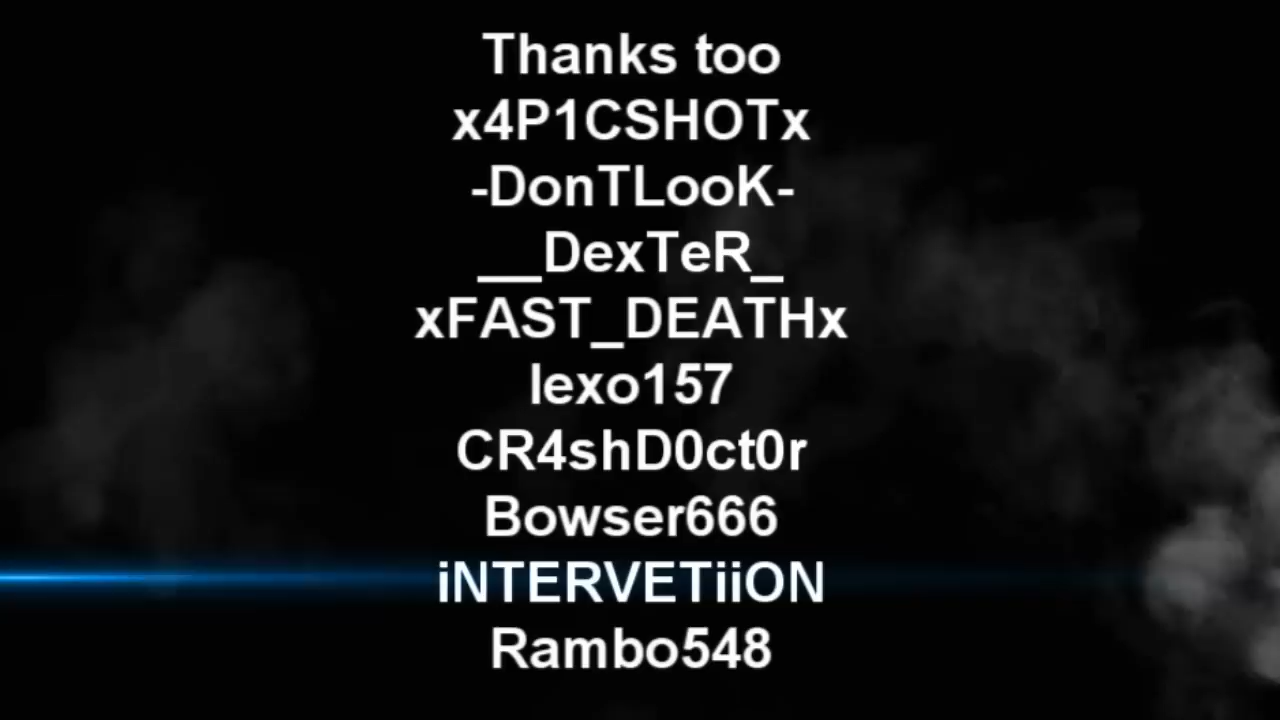 Thanks too
x4P1CSHOTx
-DonTLooK-
__DexTeR_
xFAST_DEATHx
lexo157
CR4shD0ct0r
Bowser666
iNTERVETiiON
Rambo548